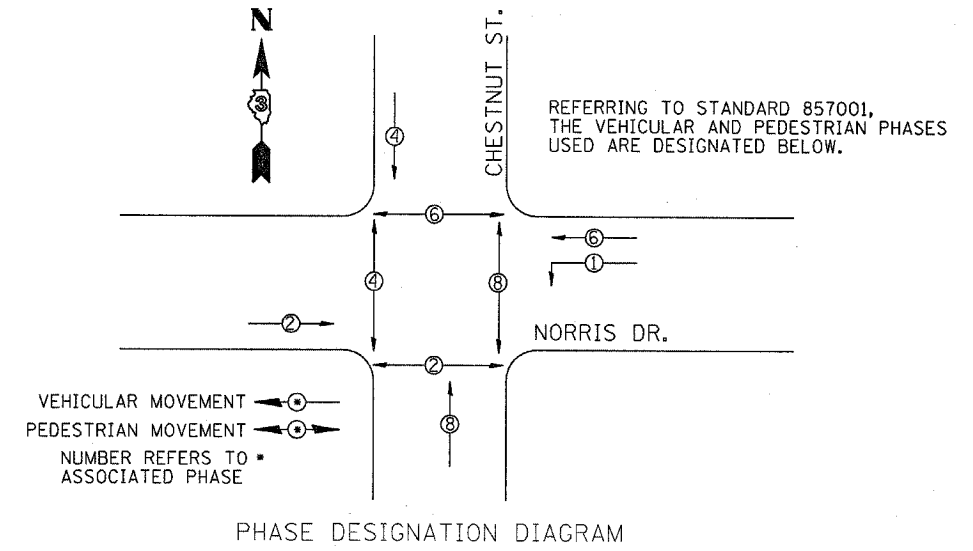 N
3
CHESTNUT ST.
REFERRING TO STANDARD 857001,
THE VEHICULAR AND PEDESTRIAN PHASES
USED ARE DESIGNATED BELOW.
4
6
6
1
4
8
2
NORRIS DR.
2
8
VEHICULAR MOVEMENT *
PEDESTRIAN MOVEMENT *
NUMBER REFERS TO *
ASSOCIATED PHASE
PHASE DESIGNATION DIAGRAM